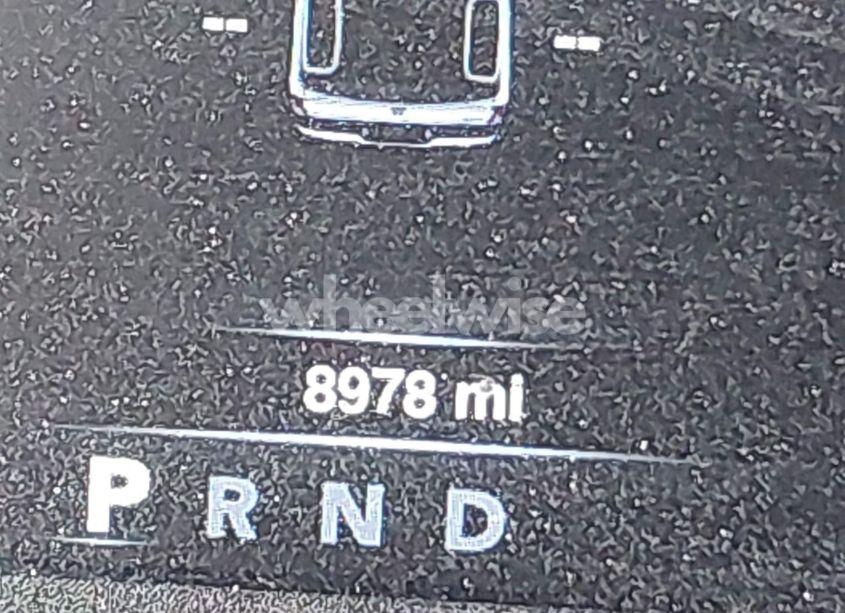 -- --
wheelwise
8978 mi
P R N D